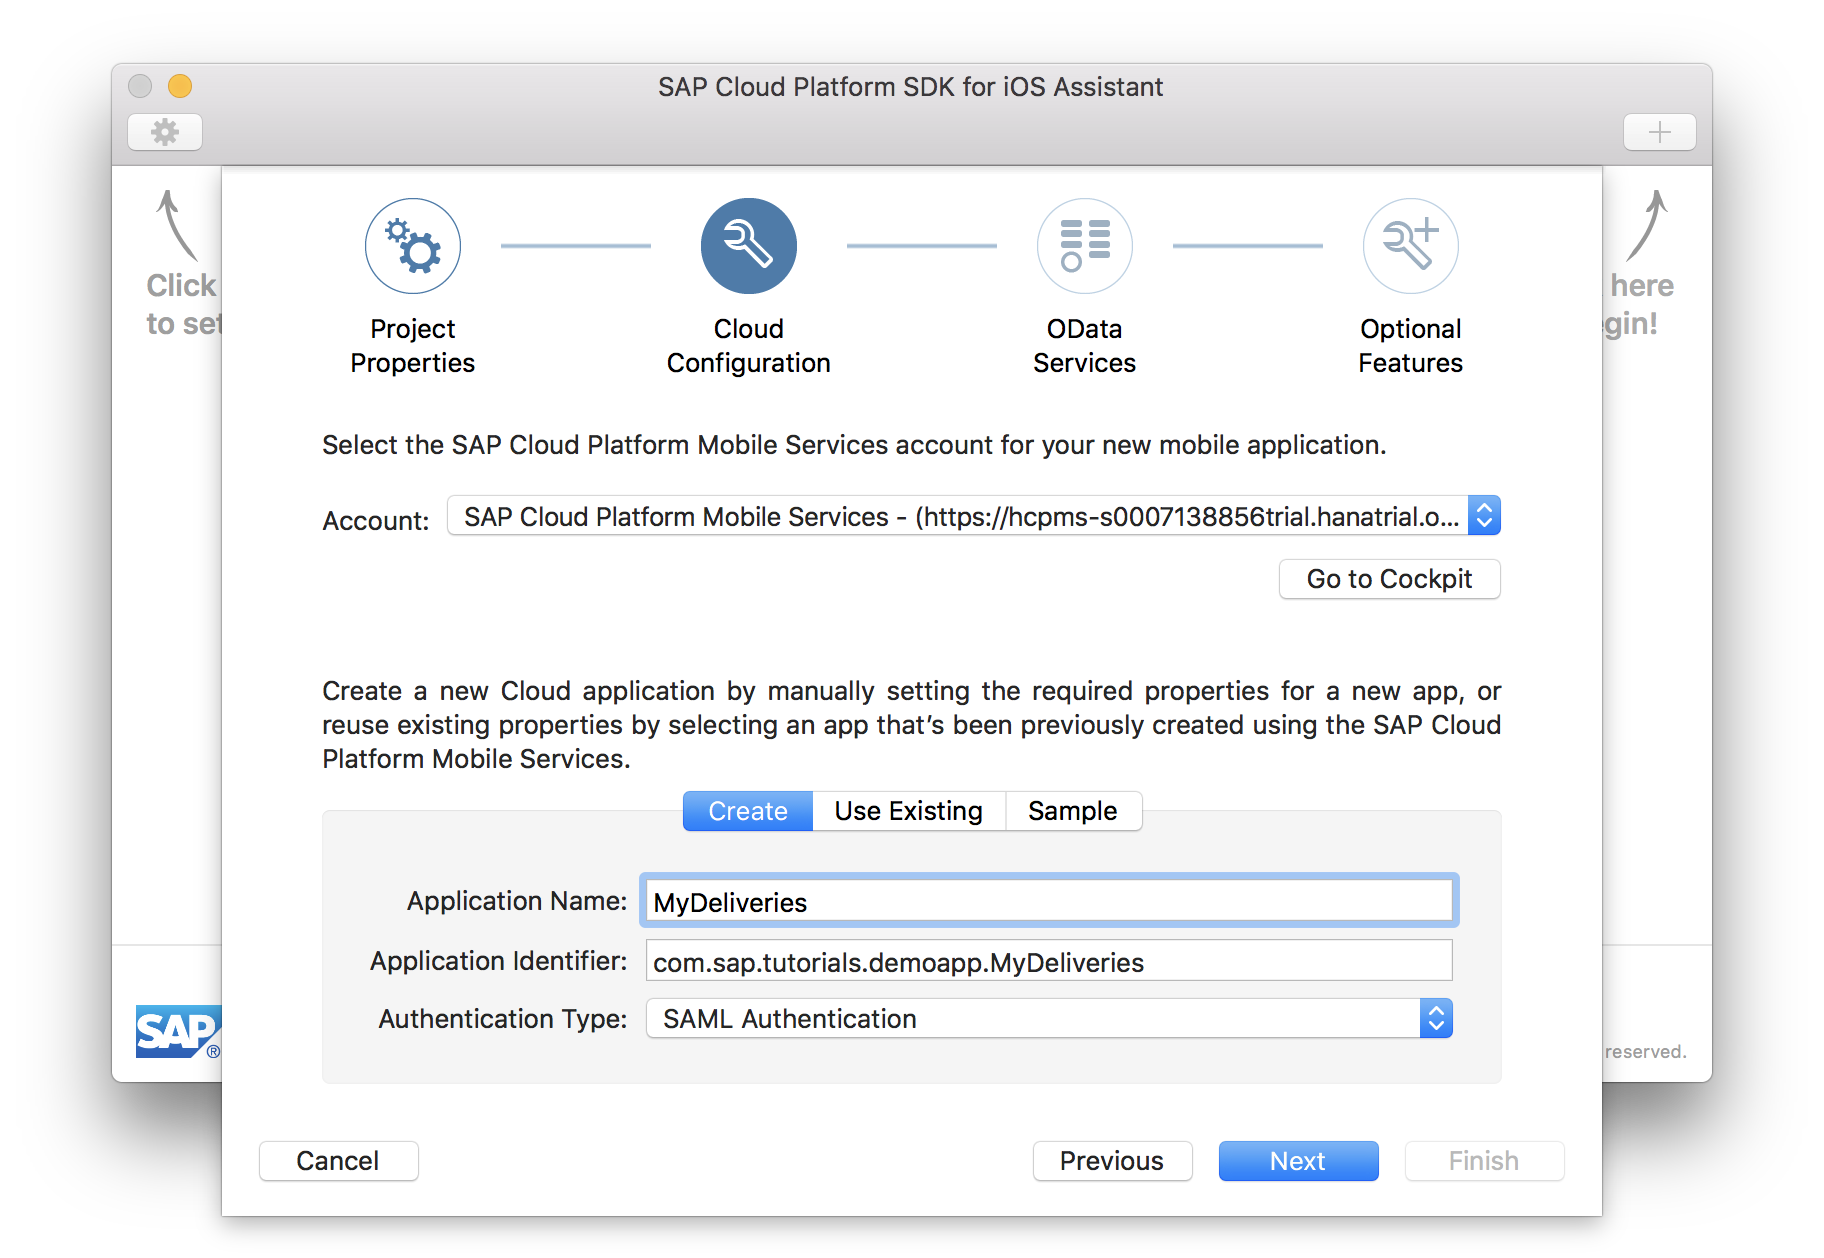 SAP Cloud Platform SDK for iOS Assistant
Click
to set
here
gin!
Project
Properties
Cloud
Configuration
OData
Services
Optional
Features
Select the SAP Cloud Platform Mobile Services account for your new mobile application.
Account: SAP Cloud Platform Mobile Services - (https://hcpms-s0007138856trial.hanatrial.o...
Go to Cockpit
Create a new Cloud application by manually setting the required properties for a new app, or
reuse existing properties by selecting an app that’s been previously created using the SAP Cloud
Platform Mobile Services.
Create Use Existing Sample
Application Name: MyDeliveries
Application Identifier: com.sap.tutorials.demoapp.MyDeliveries
Authentication Type: SAML Authentication
SAP®
reserved.
Cancel Previous Next Finish